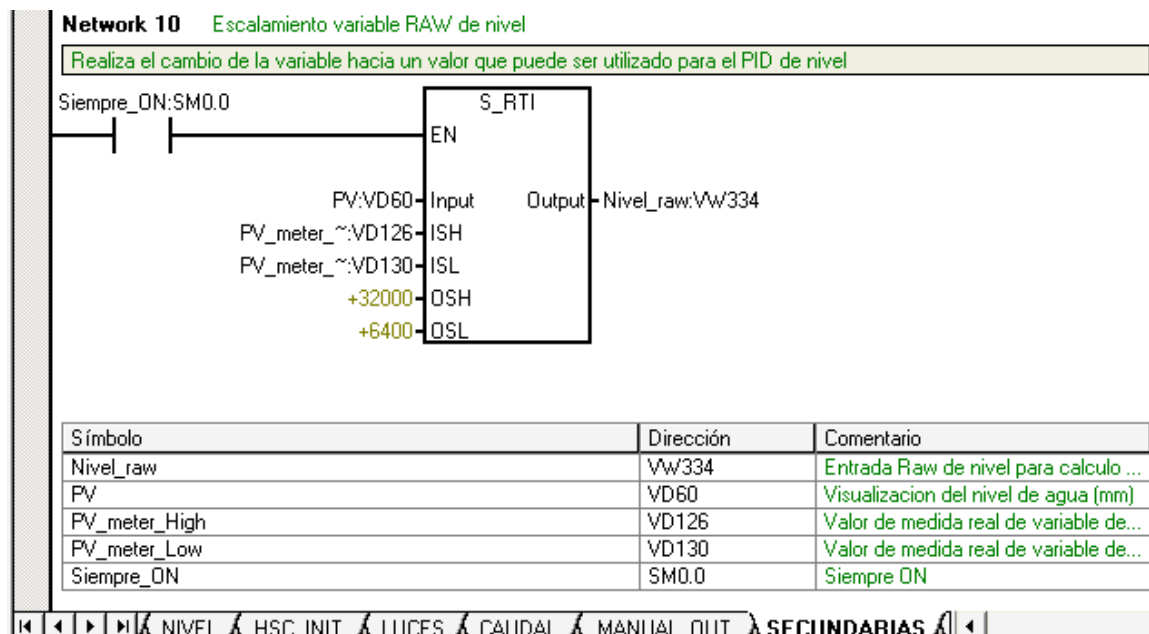 Network 10 Escalamiento variable RAW de nivel
Realiza el cambio de la variable hacia un valor que puede ser utilizado para el PID de nivel
Siempre_ON:SM0.0
S_RTI
EN
PV:VD60 Input Output Nivel_raw:VW334
PV_meter_~:VD126 ISH
PV_meter_~:VD130 ISL
+32000 OSH
+6400 OSL
Símbolo Dirección Comentario
Nivel_raw VW334 Entrada Raw de nivel para calculo ...
PV VD60 Visualizacion del nivel de agua (mm)
PV_meter_High VD126 Valor de medida real de variable de...
PV_meter_Low VD130 Valor de medida real de variable de...
Siempre_ON SM0.0 Siempre ON
NIVEL HSC_INIT LUCES CAUDAL MANUAL_OUT SECUNDARIAS